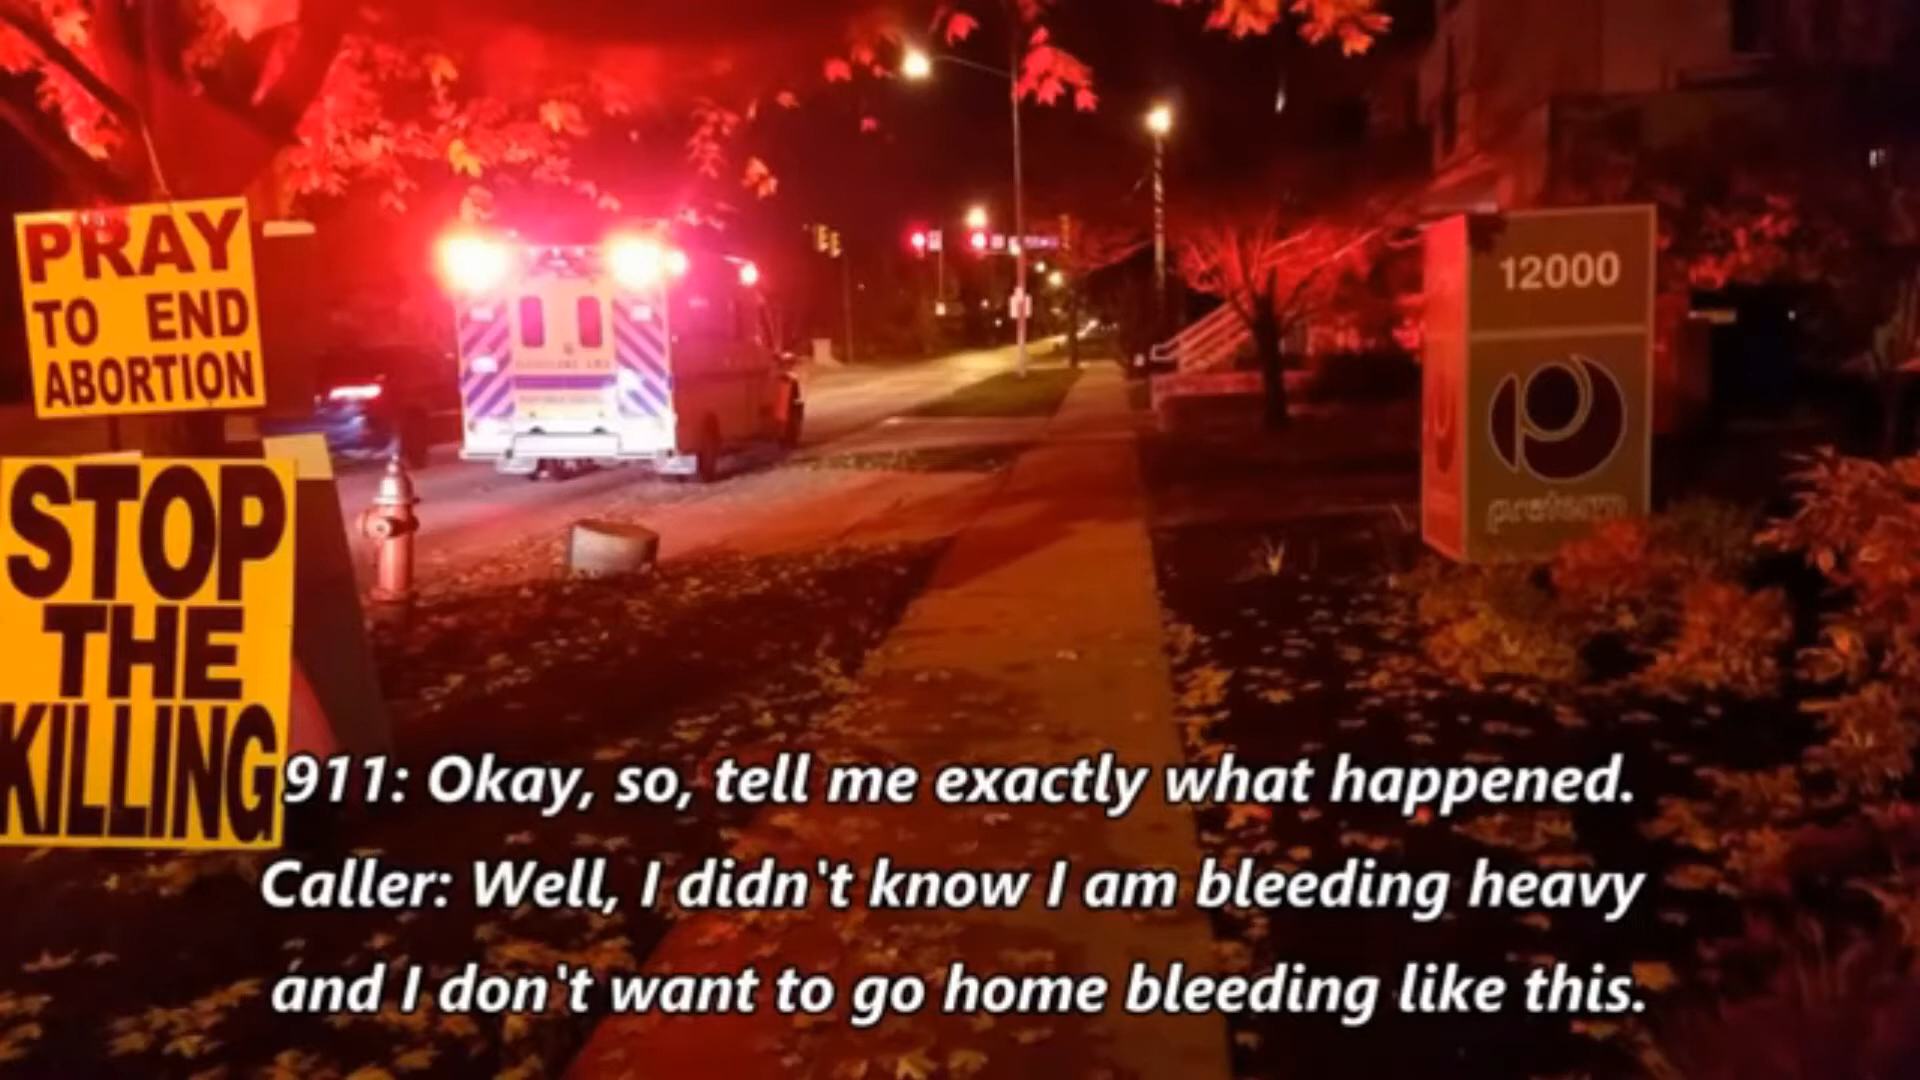 PRAY
TO END
ABORTION
STOP
THE
KILLING
12000
preterm
911: Okay, so, tell me exactly what happened.
Caller: Well, I didn't know I am bleeding heavy
and I don't want to go home bleeding like this.